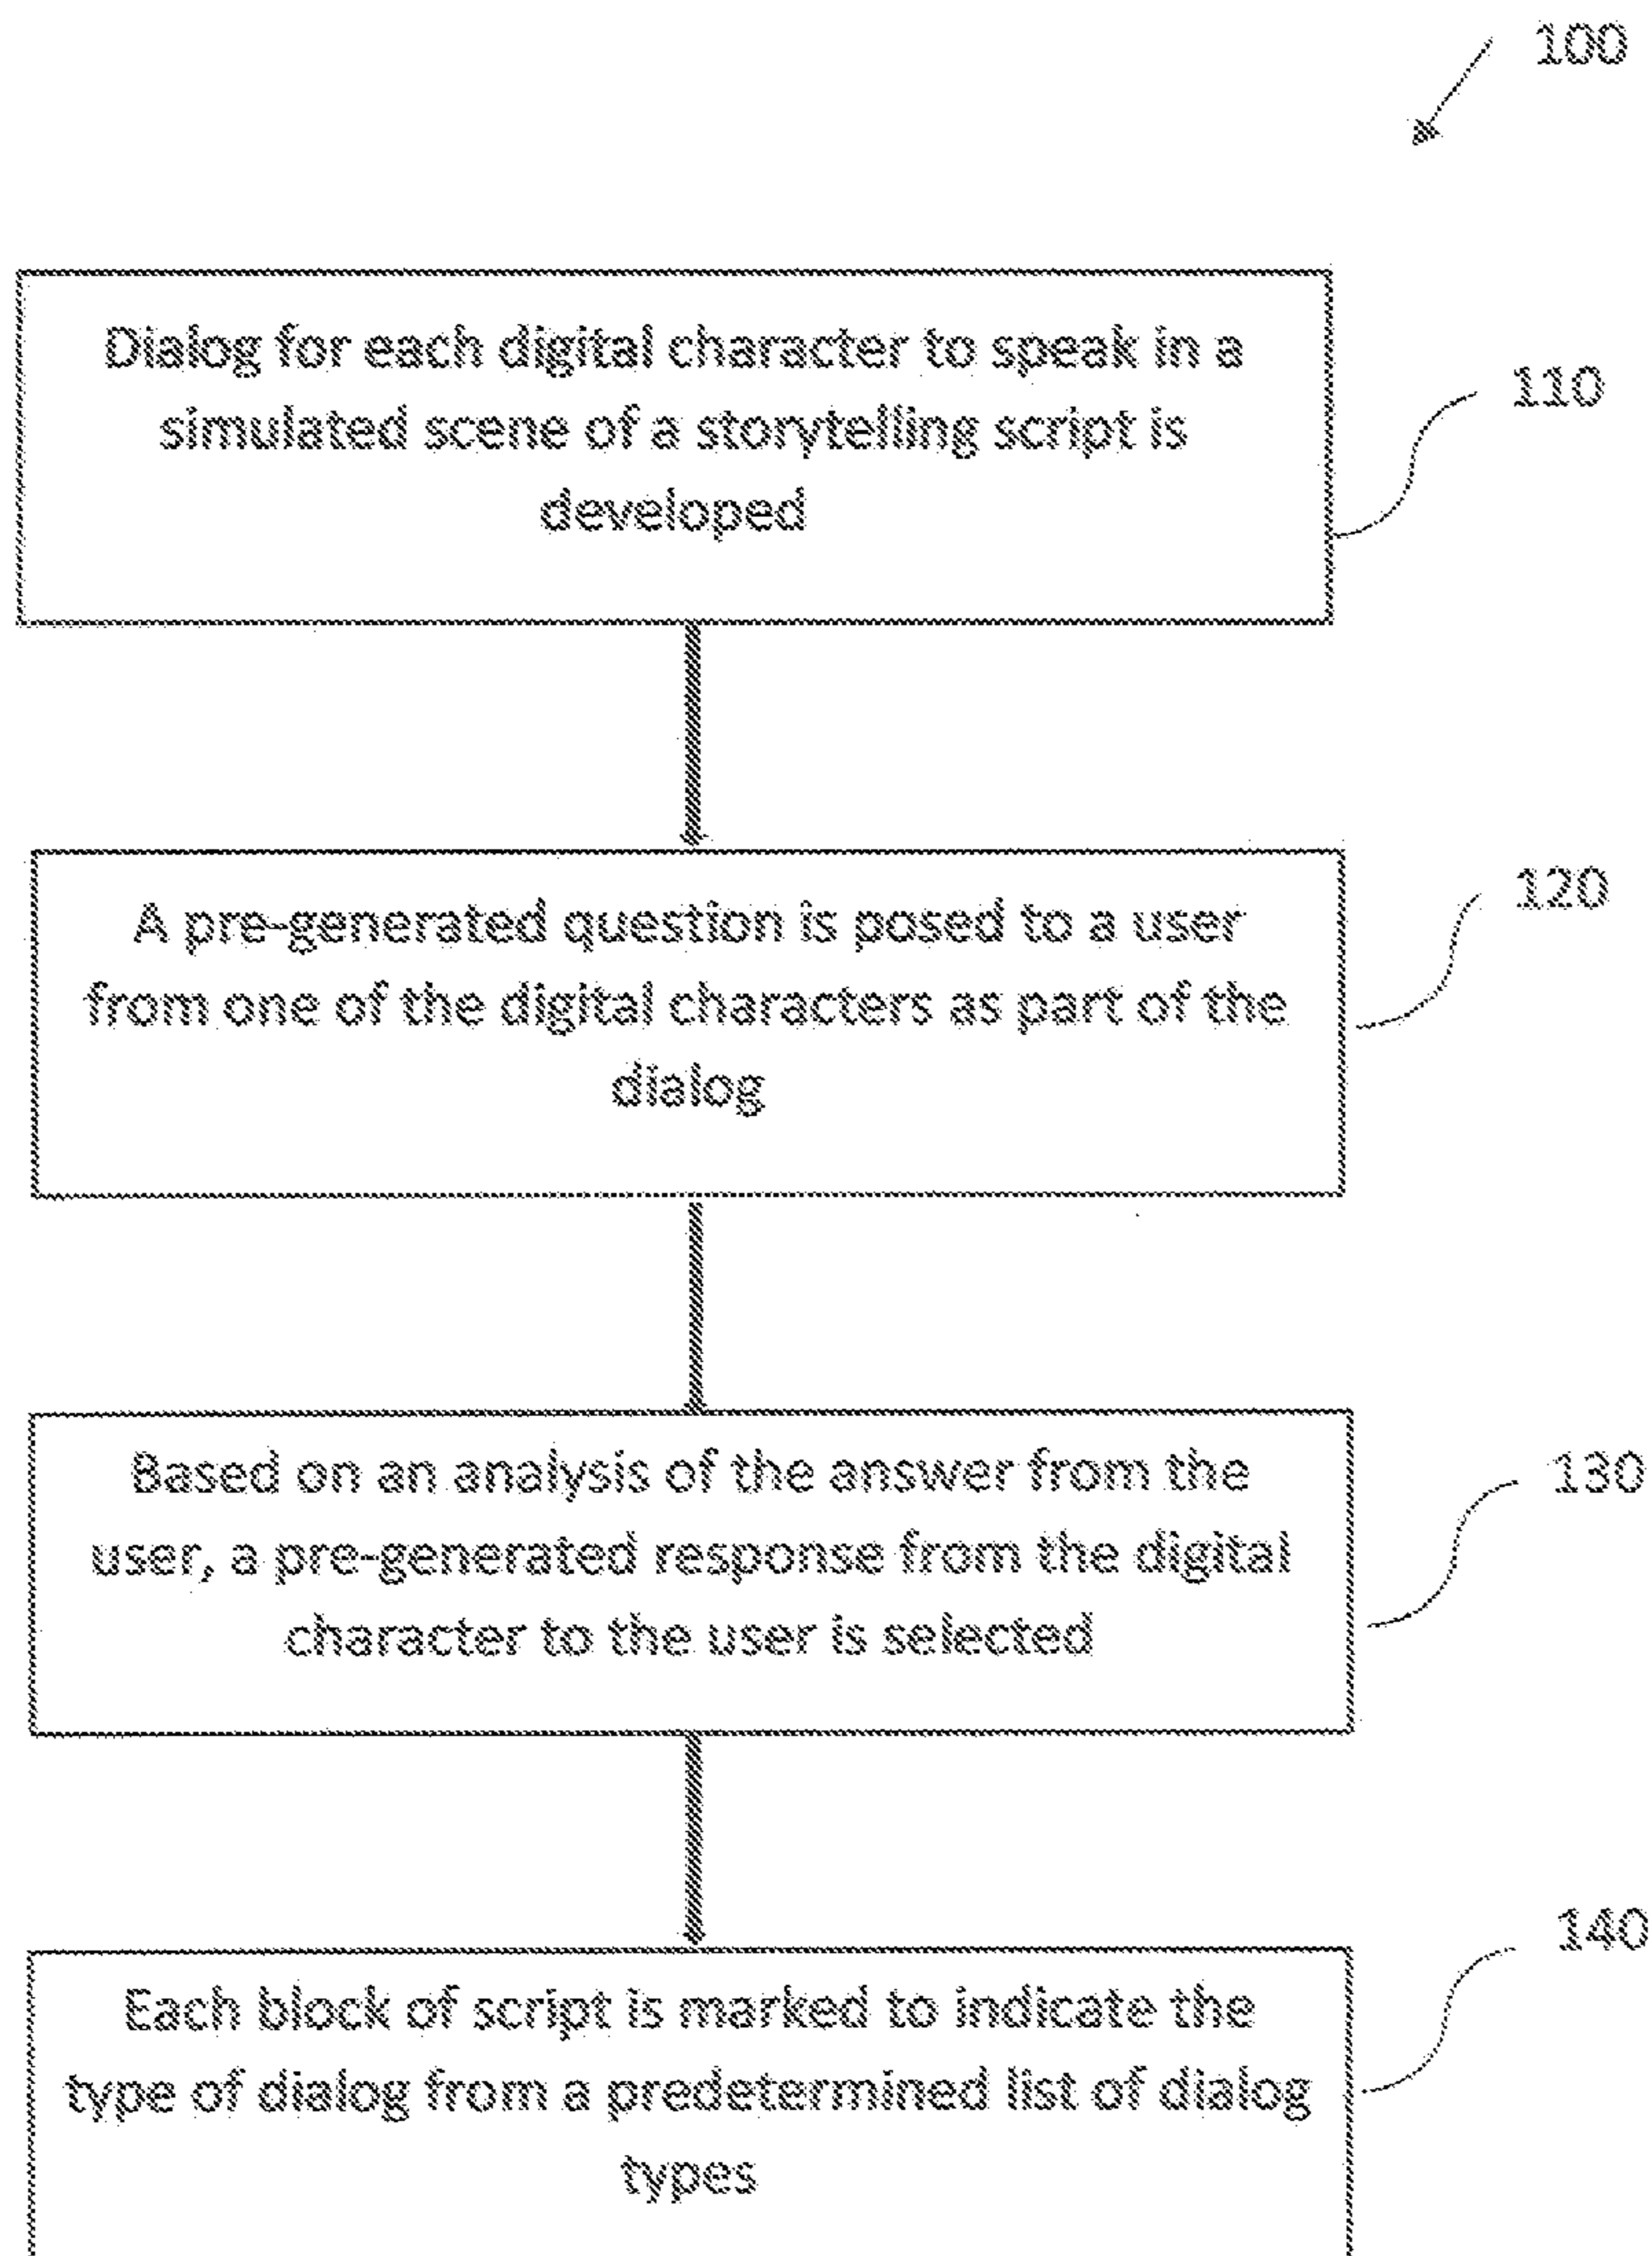 100
Dialog for each digital character to speak in a
simulated scene of a storytelling script is
developed
110
A pre-generated question is posed to a user
from one of the digital characters as part of the
dialog
120
Based on an analysis of the answer from the
user, a pre-generated response from the digital
character to the user is selected
130
Each block of script is marked to indicate the
type of dialog from a predetermined list of dialog
types
140